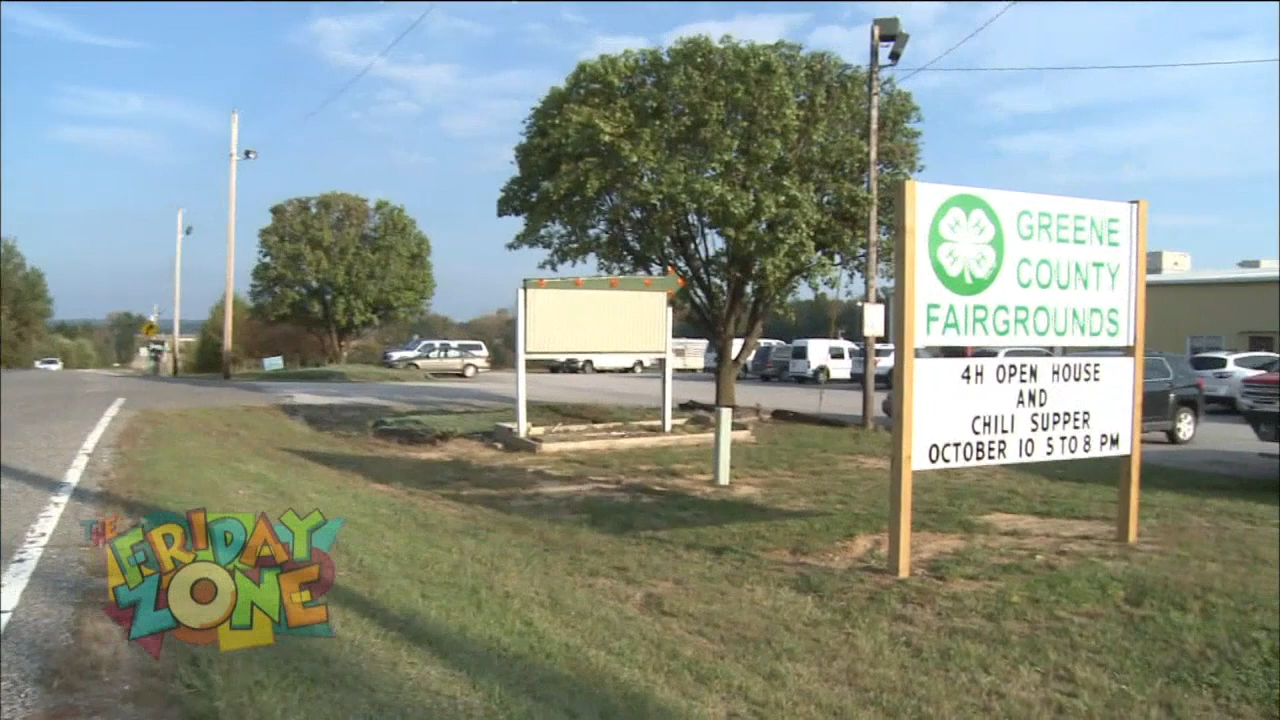 GREENE
COUNTY
FAIRGROUNDS
4H OPEN HOUSE
AND
CHILI SUPPER
OCTOBER 10 5 TO 8 PM
THE
FRIDAY
ZONE